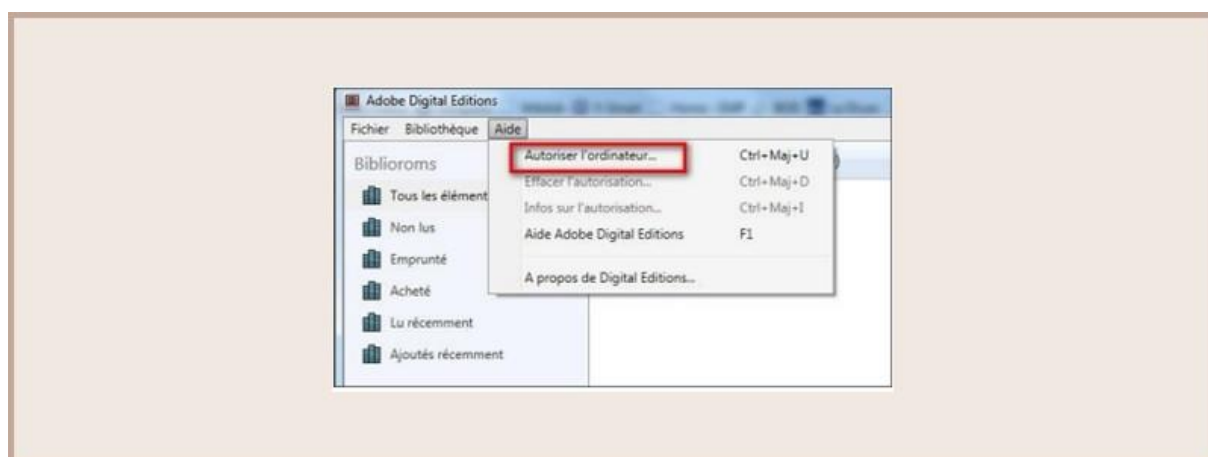 Adobe Digital Editions
Fichier Bibliothèque Aide
Biblioroms
Tous les élément
Non lus
Emprunté
Acheté
Lu récemment
Ajoutés récemment
Autoriser l'ordinateur... Ctrl+Maj+U
Effacer l'autorisation... Ctrl+Maj+D
Infos sur l'autorisation... Ctrl+Maj+I
Aide Adobe Digital Editions F1
A propos de Digital Editions...